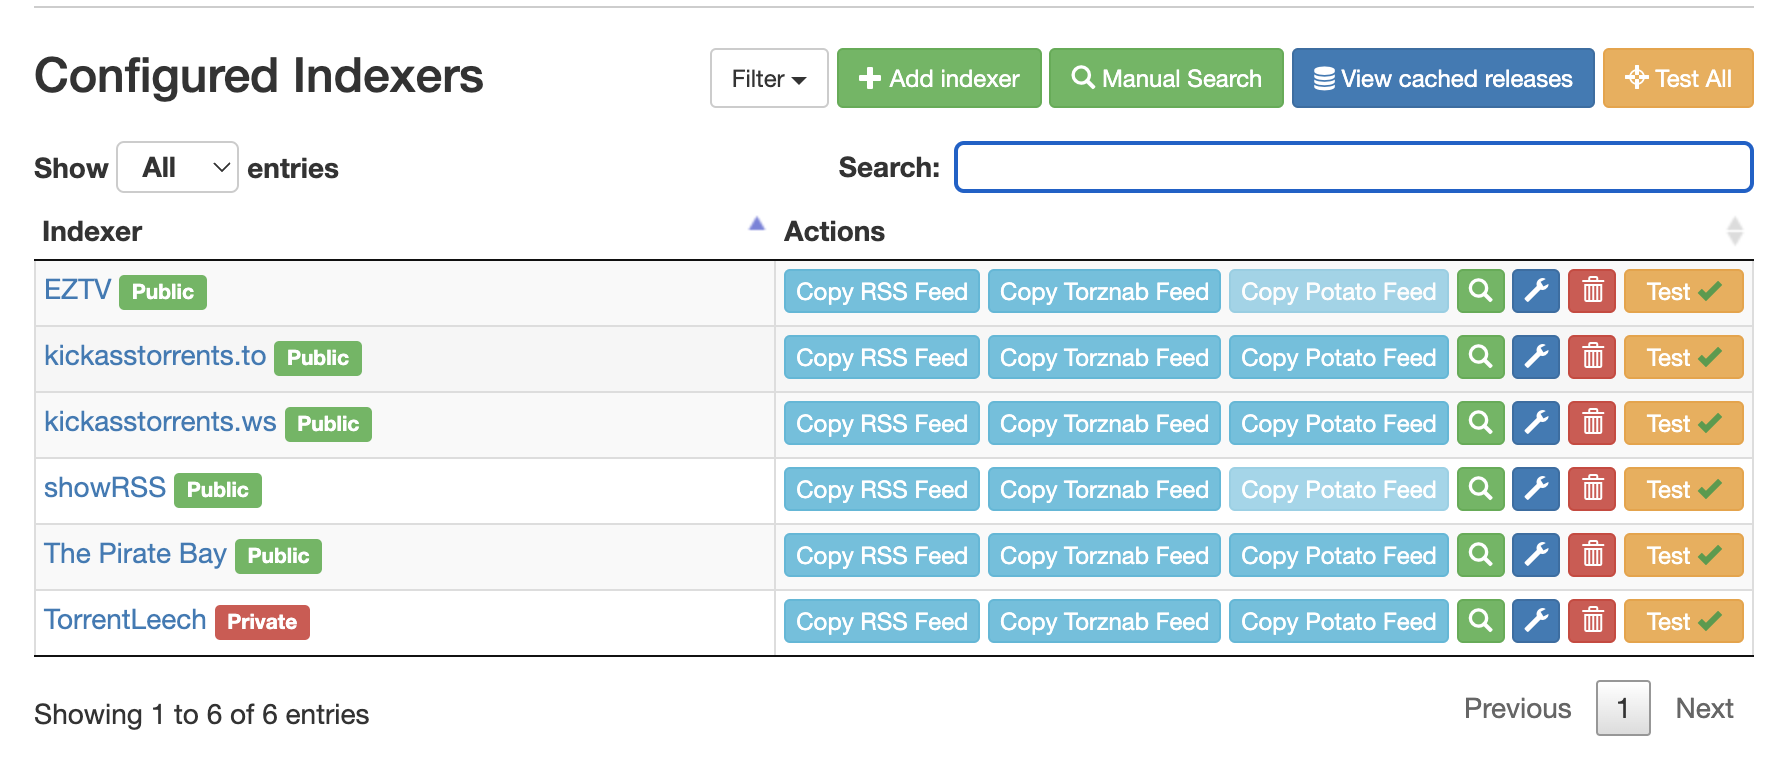 Configured Indexers Filter Add indexer Manual Search View cached releases Test All
Show All entries Search:
Indexer Actions
EZTV Public Copy RSS Feed Copy Torznab Feed Copy Potato Feed Test
kickasstorrents.to Public Copy RSS Feed Copy Torznab Feed Copy Potato Feed Test
kickasstorrents.ws Public Copy RSS Feed Copy Torznab Feed Copy Potato Feed Test
showRSS Public Copy RSS Feed Copy Torznab Feed Copy Potato Feed Test
The Pirate Bay Public Copy RSS Feed Copy Torznab Feed Copy Potato Feed Test
TorrentLeech Private Copy RSS Feed Copy Torznab Feed Copy Potato Feed Test
Showing 1 to 6 of 6 entries Previous 1 Next